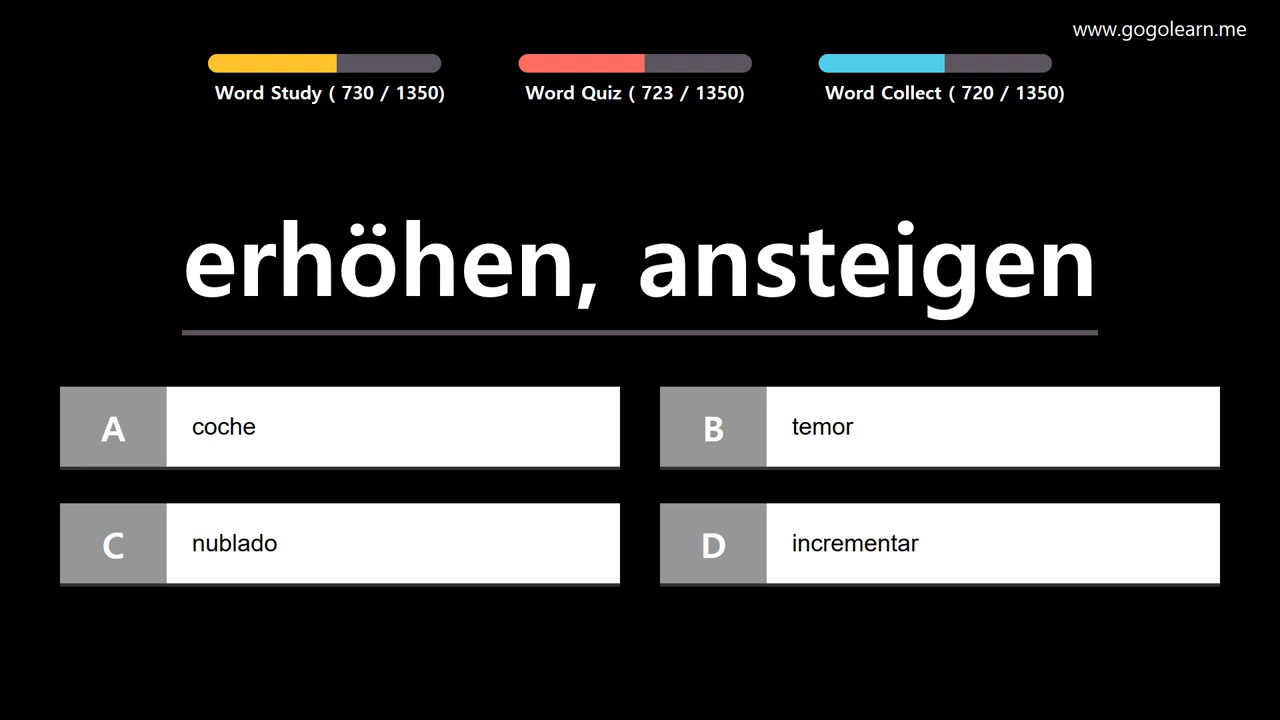 www.gogolearn.me
Word Study ( 730 / 1350)
Word Quiz ( 723 / 1350)
Word Collect ( 720 / 1350)
erhöhen, ansteigen
A coche
B temor
C nublado
D incrementar